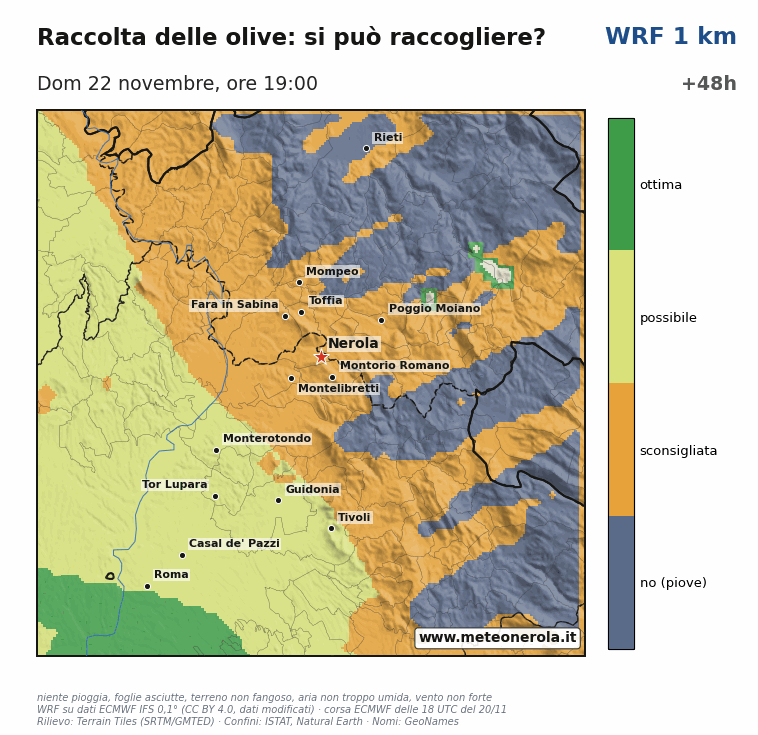 Raccolta delle olive: si può raccogliere?
WRF 1 km
Dom 22 novembre, ore 19:00
+48h
Rieti
ottima
Mompeo
Fara in Sabina
Toffia
Poggio Moiano
possibile
Nerola
Montorio Romano
Montelibretti
Monterotondo
sconsigliata
Tor Lupara
Guidonia
Tivoli
Casal de' Pazzi
Roma
no (piove)
www.meteonerola.it
niente pioggia, foglie asciutte, terreno non fangoso, aria non troppo umida, vento non forte
WRF su dati ECMWF IFS 0,1° (CC BY 4.0, dati modificati) · corsa ECMWF delle 18 UTC del 20/11
Rilievo: Terrain Tiles (SRTM/GMTED) · Confini: ISTAT, Natural Earth · Nomi: GeoNames